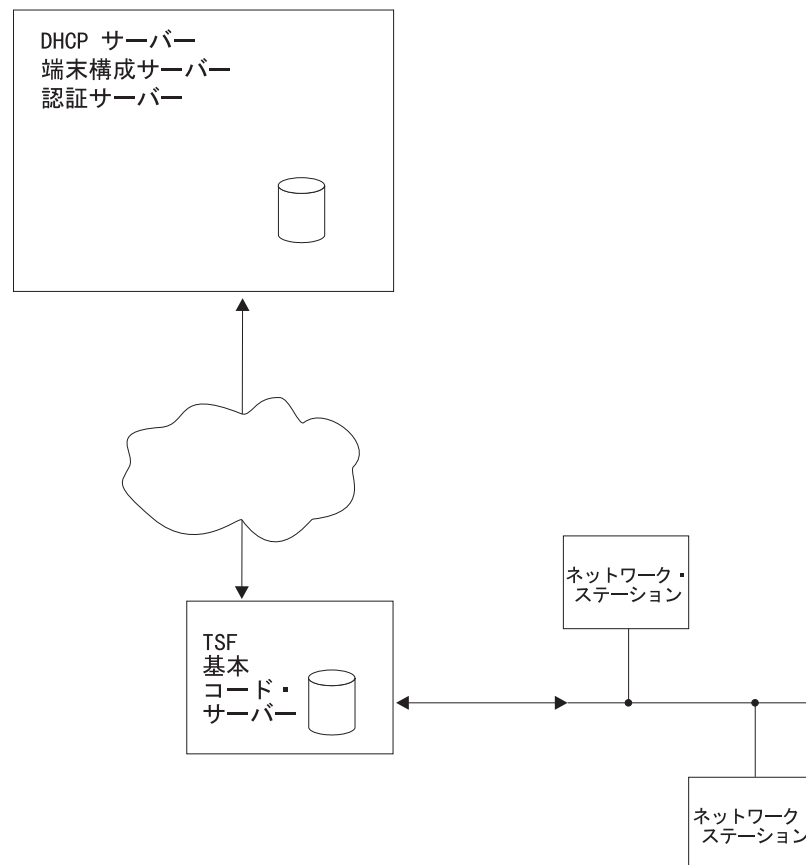 DHCP サーバー
端末構成サーバー
認証サーバー
ネットワーク・
ステーション
TSF
基本
コード・
サーバー
ネットワーク
ステーション